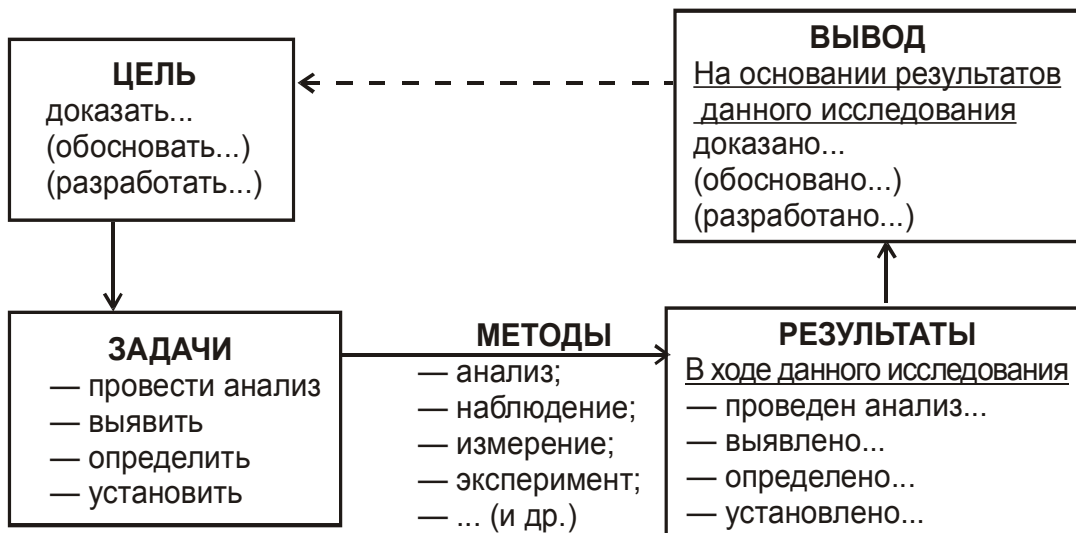 ЦЕЛЬ
доказать...
(обосновать...)
(разработать...)
ЗАДАЧИ
— провести анализ
— выявить
— определить
— установить
МЕТОДЫ
— анализ;
— наблюдение;
— измерение;
— эксперимент;
— ... (и др.)
РЕЗУЛЬТАТЫ
В ходе данного исследования
— проведен анализ...
— выявлено...
— определено...
— установлено...
ВЫВОД
На основании результатов
данного исследования
доказано...
(обосновано...)
(разработано...)